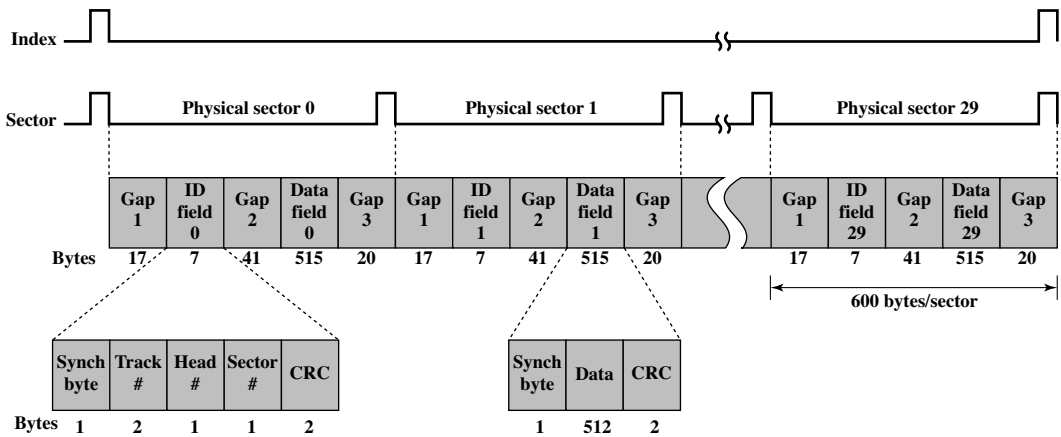 Index
Sector
Physical sector 0
Physical sector 1
Physical sector 29
Gap 1
ID field 0
Gap 2
Data field 0
Gap 3
Gap 1
ID field 1
Gap 2
Data field 1
Gap 3
Gap 1
ID field 29
Gap 2
Data field 29
Gap 3
Bytes 17 7 41 515 20 17 7 41 515 20 17 7 41 515 20
600 bytes/sector
Synch byte
Track #
Head #
Sector #
CRC
Synch byte
Data
CRC
Bytes 1 2 1 1 2 1 512 2